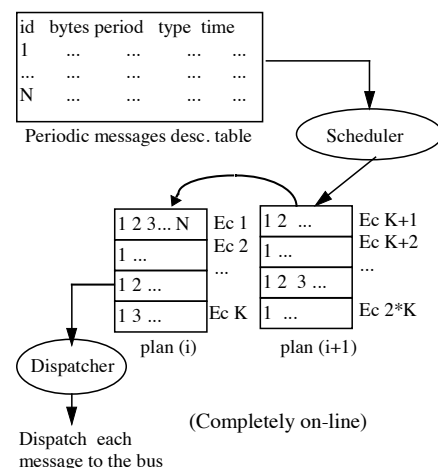 id bytes period type time
1 ... ... ... ...
... ... ... ... ...
N ... ... ... ...
Periodic messages desc. table
Scheduler
1 2 3... N Ec 1
1 ... Ec 2
1 2 ... ...
1 3 ... Ec K
plan (i)
1 2 ... Ec K+1
1 ... Ec K+2
1 2 3 ... ...
1 ... Ec 2*K
plan (i+1)
Dispatcher
(Completely on-line)
Dispatch each
message to the bus